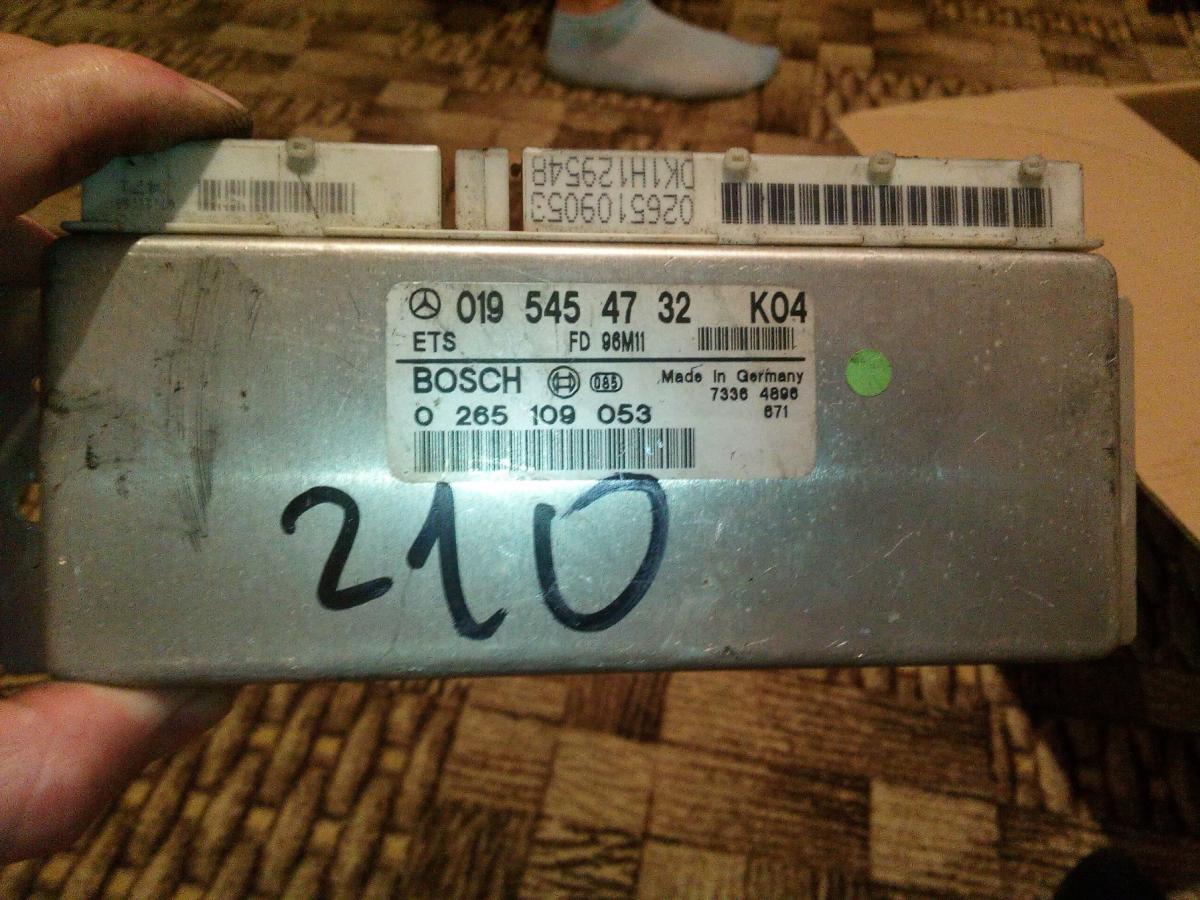 0265109053
DK1H129548
019 545 47 32 K04
ETS FD 96M11
BOSCH 085 Made in Germany
7336 4896
0 265 109 053 671
210